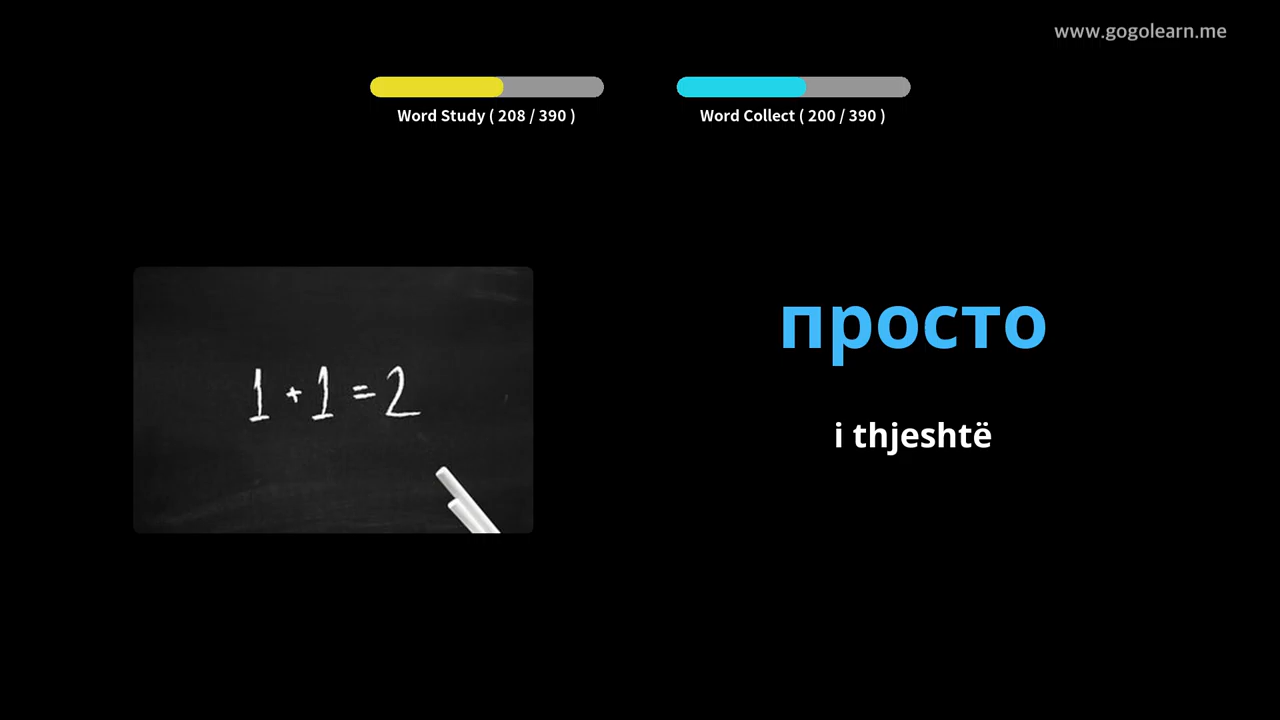 www.gogolearn.me
Word Study ( 208 / 390 )
Word Collect ( 200 / 390 )
1 + 1 = 2
просто
i thjeshtë